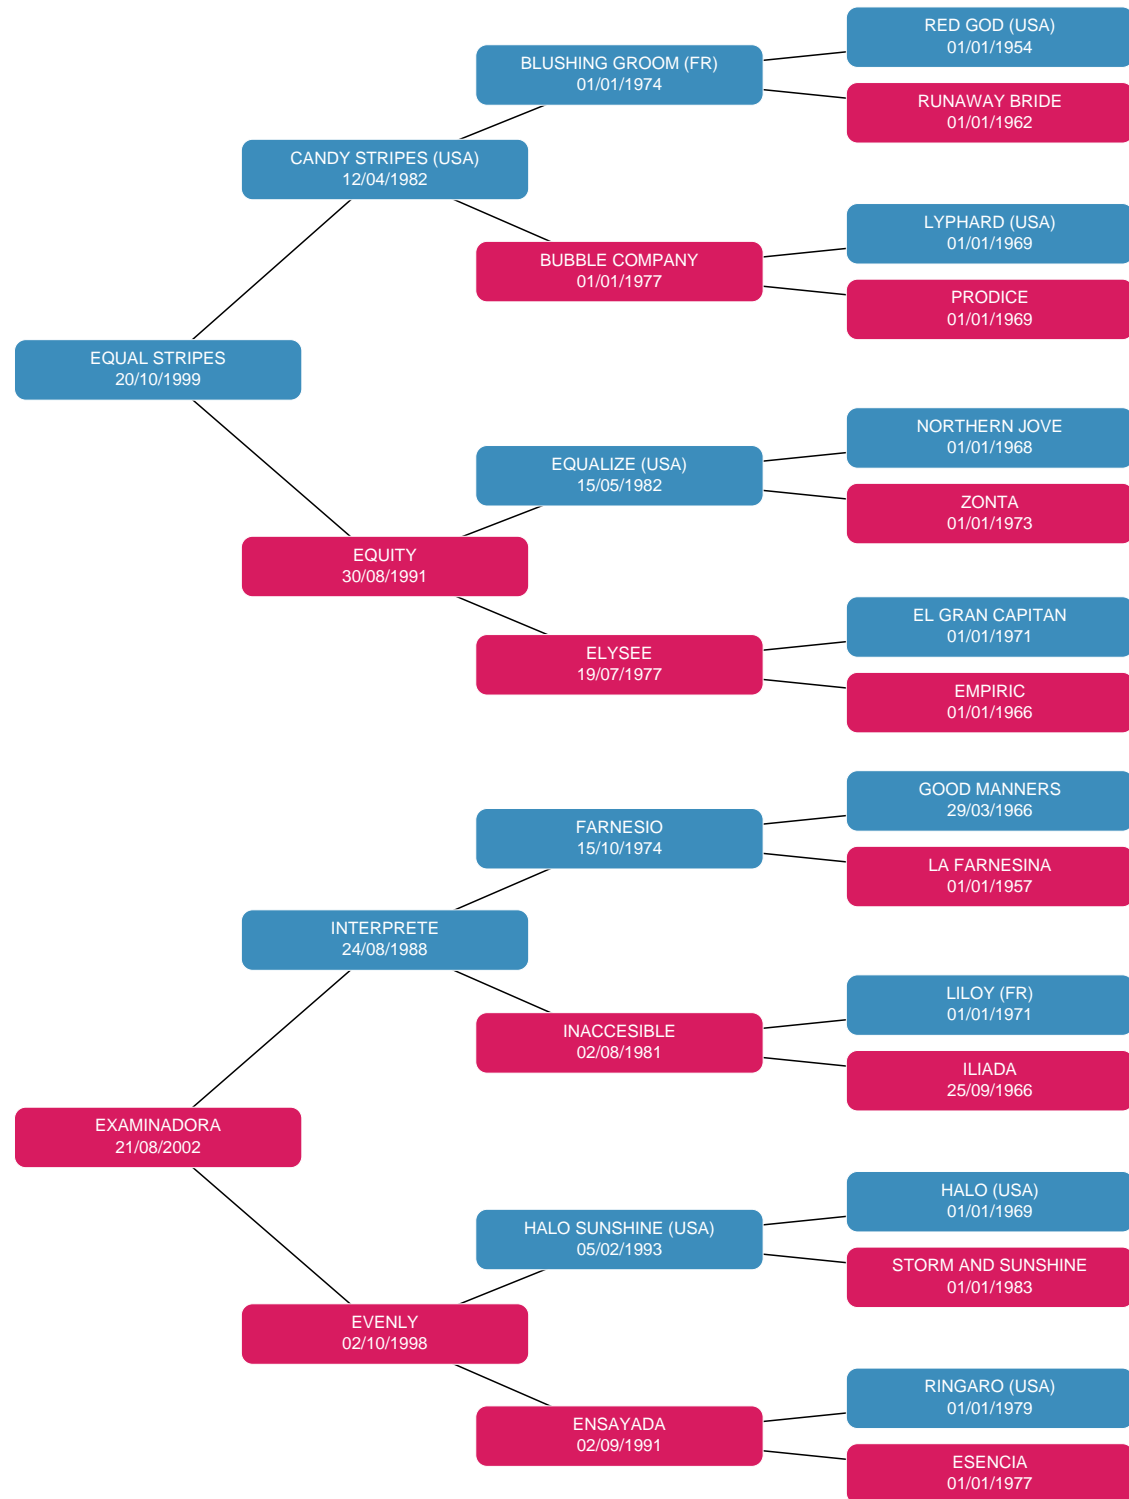 RED GOD (USA)
01/01/1954
BLUSHING GROOM (FR)
01/01/1974
RUNAWAY BRIDE
01/01/1962
CANDY STRIPES (USA)
12/04/1982
LYPHARD (USA)
01/01/1969
BUBBLE COMPANY
01/01/1977
PRODICE
01/01/1969
EQUAL STRIPES
20/10/1999
NORTHERN JOVE
01/01/1968
EQUALIZE (USA)
15/05/1982
ZONTA
01/01/1973
EQUITY
30/08/1991
EL GRAN CAPITAN
01/01/1971
ELYSEE
19/07/1977
EMPIRIC
01/01/1966
GOOD MANNERS
29/03/1966
FARNESIO
15/10/1974
LA FARNESINA
01/01/1957
INTERPRETE
24/08/1988
LILOY (FR)
01/01/1971
INACCESIBLE
02/08/1981
ILIADA
25/09/1966
EXAMINADORA
21/08/2002
HALO (USA)
01/01/1969
HALO SUNSHINE (USA)
05/02/1993
STORM AND SUNSHINE
01/01/1983
EVENLY
02/10/1998
RINGARO (USA)
01/01/1979
ENSAYADA
02/09/1991
ESENCIA
01/01/1977